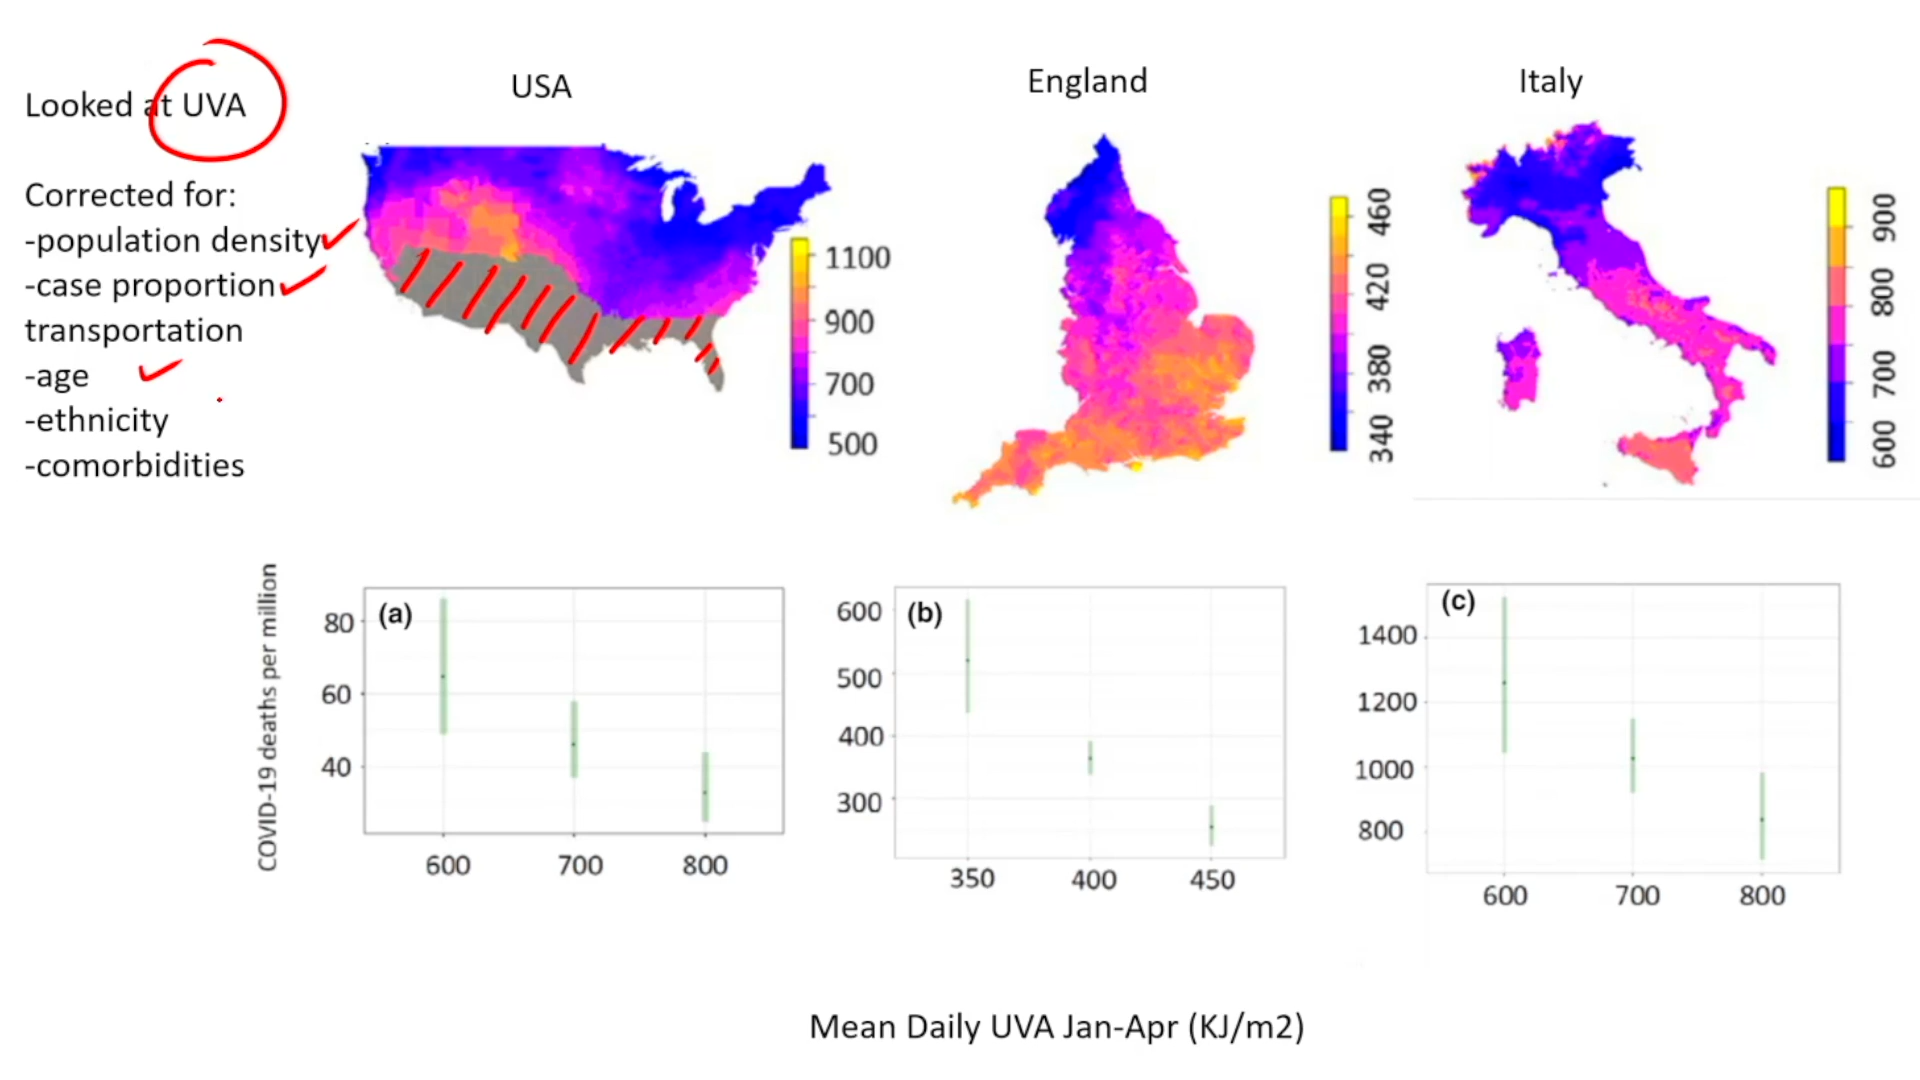 Looked at UVA
Corrected for:
-population density
-case proportion
transportation
-age
-ethnicity
-comorbidities
USA
1100
900
700
500
England
460
420
380
340
Italy
900
800
700
600
COVID-19 deaths per million
(a)
80
60
40
600 700 800
(b)
600
500
400
300
350 400 450
(c)
1400
1200
1000
800
600 700 800
Mean Daily UVA Jan-Apr (KJ/m2)